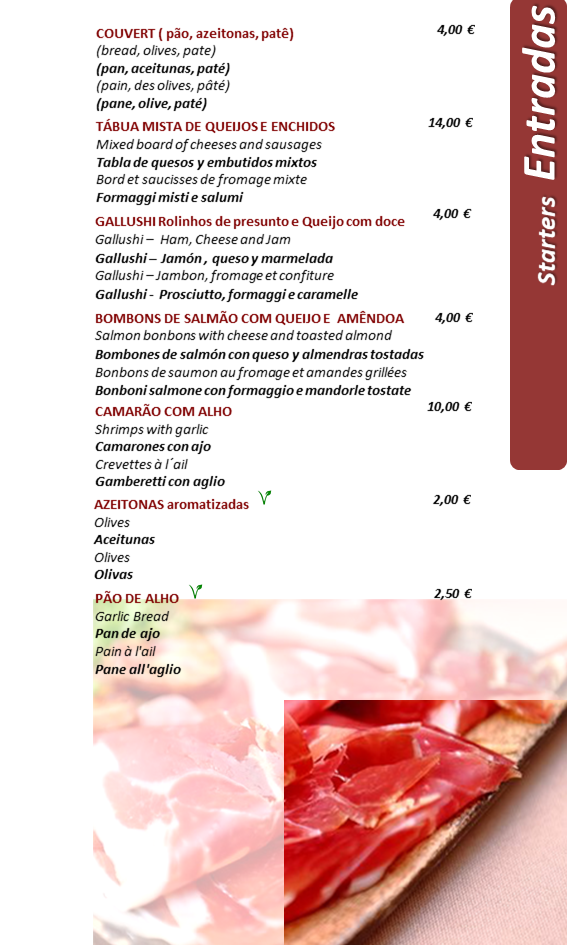 COUVERT ( pão, azeitonas, patê) 4,00 €
(bread, olives, pate)
(pan, aceitunas, paté)
(pain, des olives, pâté)
(pane, olive, paté)
TÁBUA MISTA DE QUEIJOS E ENCHIDOS 14,00 €
Mixed board of cheeses and sausages
Tabla de quesos y embutidos mixtos
Bord et saucisses de fromage mixte
Formaggi misti e salumi
GALLUSHI Rolinhos de presunto e Queijo com doce 4,00 €
Gallushi – Ham, Cheese and Jam
Gallushi – Jamón , queso y marmelada
Gallushi – Jambon, fromage et confiture
Gallushi - Prosciutto, formaggi e caramelle
BOMBONS DE SALMÃO COM QUEIJO E AMÊNDOA 4,00 €
Salmon bonbons with cheese and toasted almond
Bombones de salmón con queso y almendras tostadas
Bonbons de saumon au fromage et amandes grillées
Bonboni salmone con formaggio e mandorle tostate
CAMARÃO COM ALHO 10,00 €
Shrimps with garlic
Camarones con ajo
Crevettes à l´ail
Gamberetti con aglio
AZEITONAS aromatizadas 2,00 €
Olives
Aceitunas
Olives
Olivas
PÃO DE ALHO 2,50 €
Garlic Bread
Pan de ajo
Pain à l'ail
Pane all'aglio
Starters Entradas